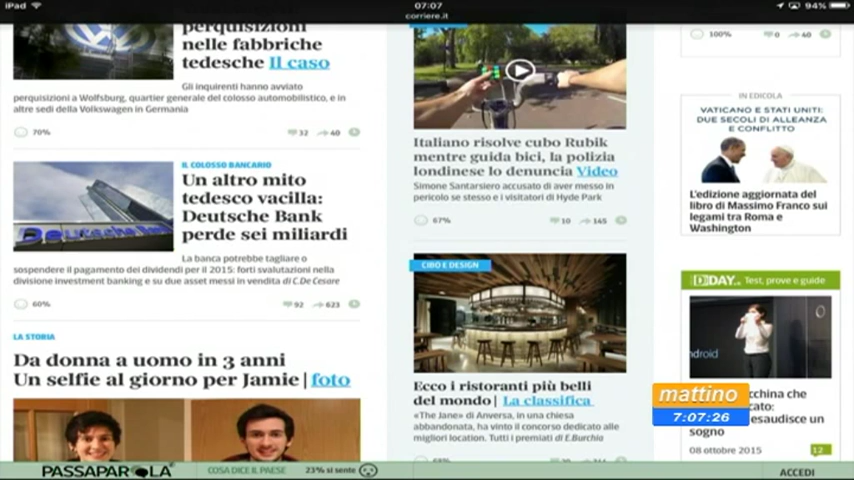 iPad
07:07
94%
corriere.it
perquisizioni
nelle fabbriche
tedesche Il caso
Gli inquirenti hanno avviato
perquisizioni a Wolfsburg, quartier generale del colosso automobilistico, e in
altre sedi della Volkswagen in Germania
70%
32
40
IL COLOSSO BANCARIO
Un altro mito
tedesco vacilla:
Deutsche Bank
perde sei miliardi
La banca potrebbe tagliare o
sospendere il pagamento dei dividendi per il 2015: forti svalutazioni nella
divisione investment banking e su due asset messi in vendita di C.De Cesare
60%
92
623
LA STORIA
Da donna a uomo in 3 anni
Un selfie al giorno per Jamie| foto
Italiano risolve cubo Rubik
mentre guida bici, la polizia
londinese lo denuncia Video
Simone Santarsiero accusato di aver messo in
pericolo se stesso e i visitatori di Hyde Park
67%
10
145
CIBO E DESIGN
Ecco i ristoranti più belli
del mondo| La classifica
«The Jane» di Anversa, in una chiesa
abbandonata, ha vinto il concorso dedicato alle
migliori location. Tutti i premiati di E.Burchia
100%
0
40
IN EDICOLA
VATICANO E STATI UNITI:
DUE SECOLI DI ALLEANZA
E CONFLITTO
L'edizione aggiornata del
libro di Massimo Franco sui
legami tra Roma e
Washington
DDAY.it Test, prove e guide
ndroid
mattino
7:07:26
cchina che
cato:
esaudisce un
sogno
08 ottobre 2015
12
PASSAPAROLA
COSA DICE IL PAESE
23% si sente
ACCEDI